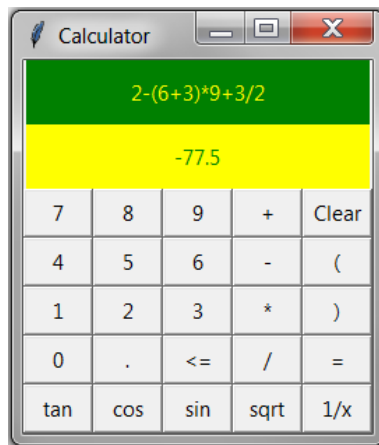 Calculator
2-(6+3)*9+3/2
-77.5
7 8 9 + Clear
4 5 6 - (
1 2 3 * )
0 . <= / =
tan cos sin sqrt 1/x